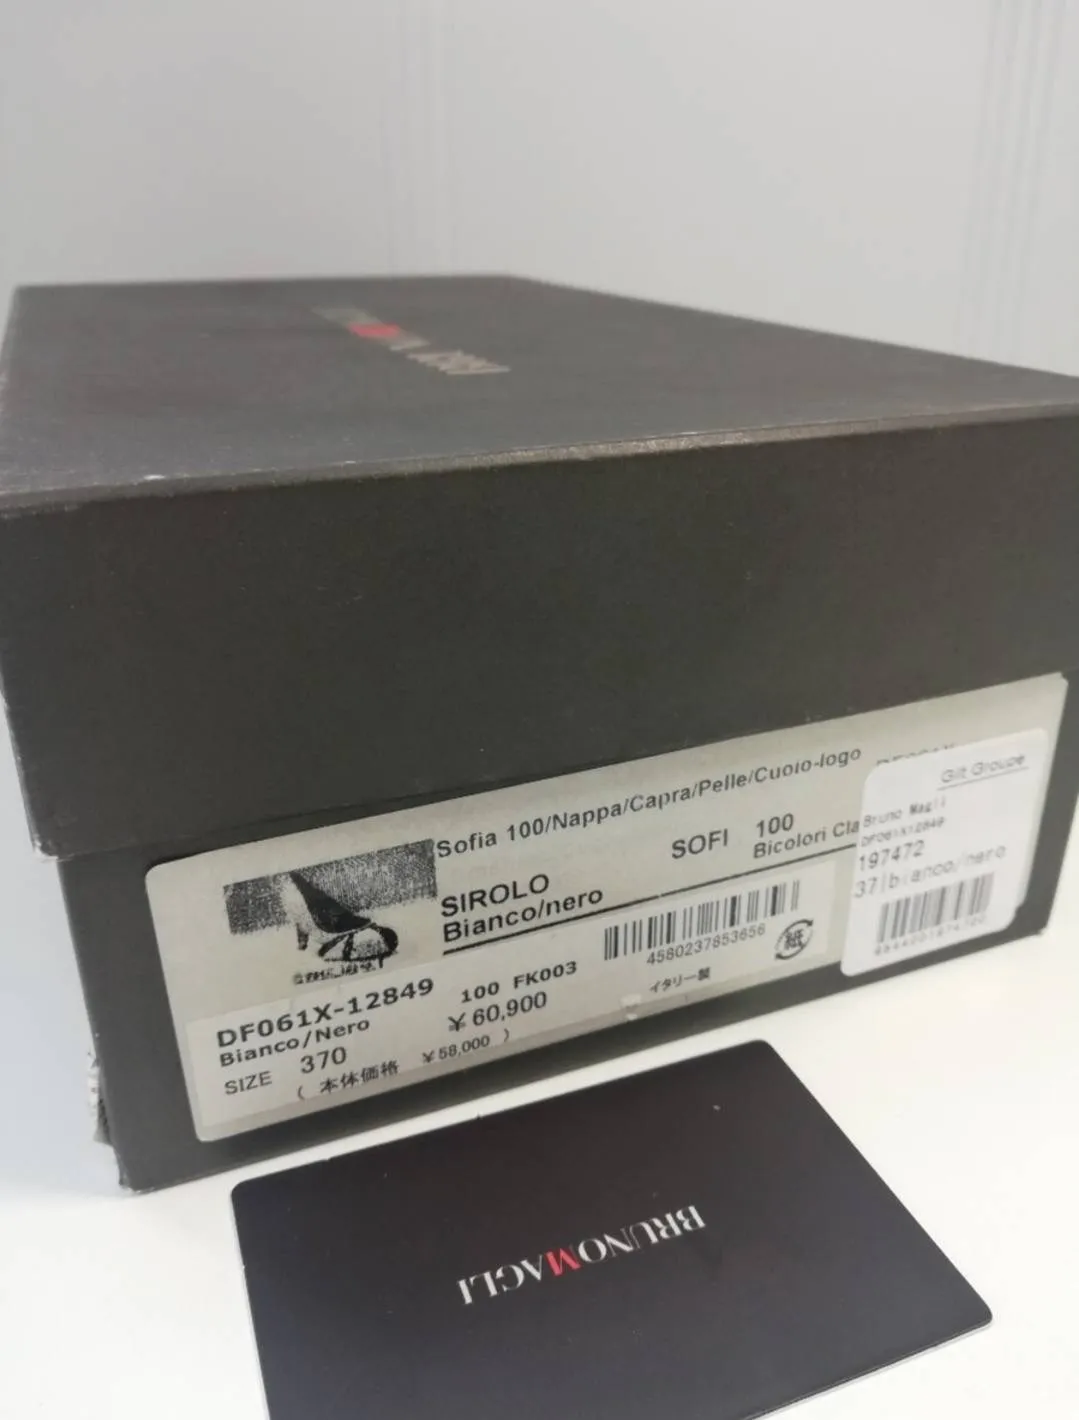 BRUNOMAGLI
Sofia 100/Nappa/Capra/Pelle/Cuoio-logo
SOFI 100
Bicolori Cla
SIROLO
Bianco/nero
4580237853656
紙
イタリー製
DF061X-12849
Bianco/Nero
100 FK003
¥60,900
SIZE 370
(本体価格 ¥58,000 )
Gilt Groupe
Bruno Magli
DF061X12849
197472
37|bianco/nero
BRUNOMAGLI